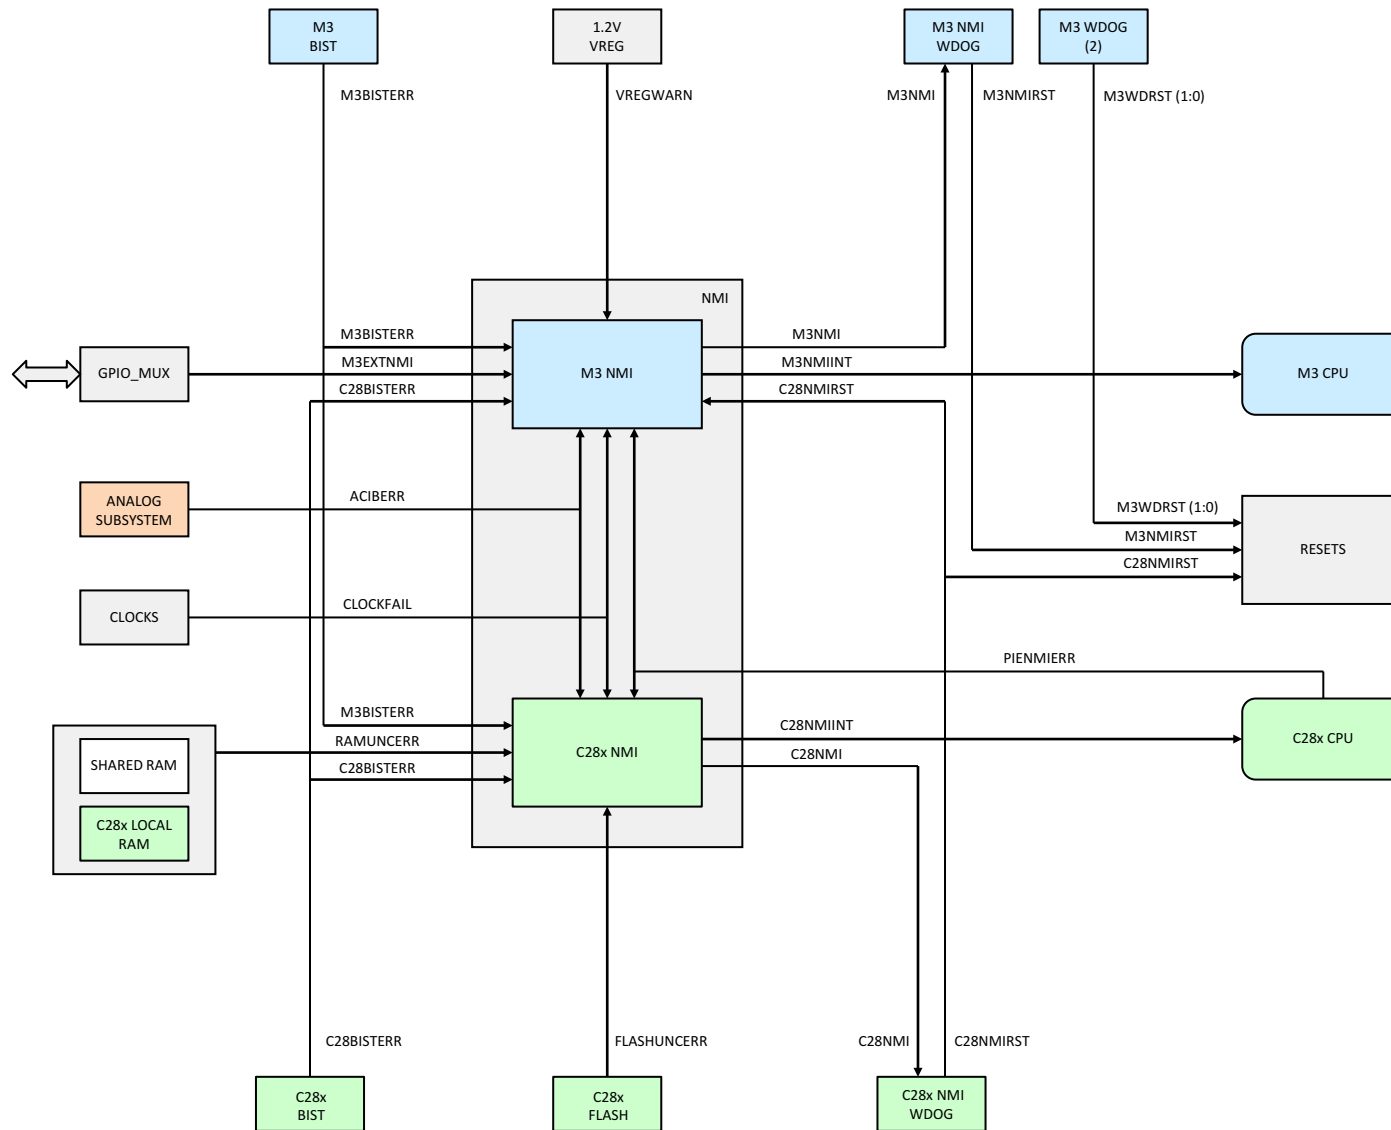 M3
BIST
1.2V
VREG
M3 NMI
WDOG
M3 WDOG
(2)
M3BISTERR
VREGWARN
M3NMI
M3NMIRST
M3WDRST (1:0)
NMI
M3BISTERR
M3NMI
GPIO_MUX
M3EXTNMI
M3 NMI
M3NMIINT
M3 CPU
C28BISTERR
C28NMIRST
ANALOG
SUBSYSTEM
ACIBERR
M3WDRST (1:0)
M3NMIRST
RESETS
C28NMIRST
CLOCKS
CLOCKFAIL
PIENMIERR
M3BISTERR
C28NMIINT
RAMUNCERR
C28x NMI
C28NMI
C28x CPU
SHARED RAM
C28BISTERR
C28x LOCAL
RAM
C28BISTERR
FLASHUNCERR
C28NMI
C28NMIRST
C28x
BIST
C28x
FLASH
C28x NMI
WDOG